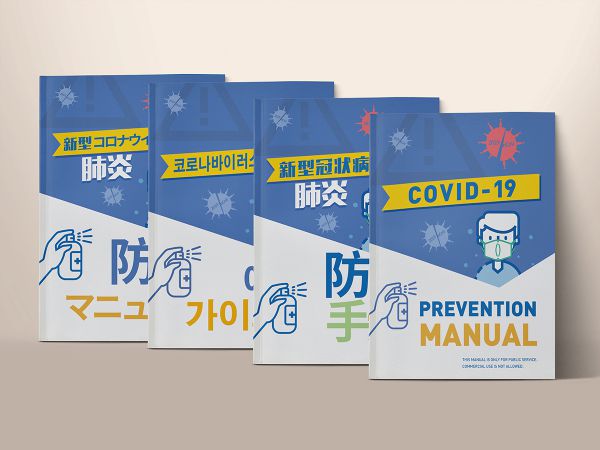 新型コロナウイ
肺炎
防
マニュ
코로나바이러스
가이
新型冠狀病
肺炎
防
手
COVID-19
PREVENTION
MANUAL
THIS MANUAL IS ONLY FOR PUBLIC SERVICE.
COMMERCIAL USE IS NOT ALLOWED.